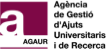 Agència
de Gestió
d'Ajuts
Universitaris
i de Recerca
AGAUR